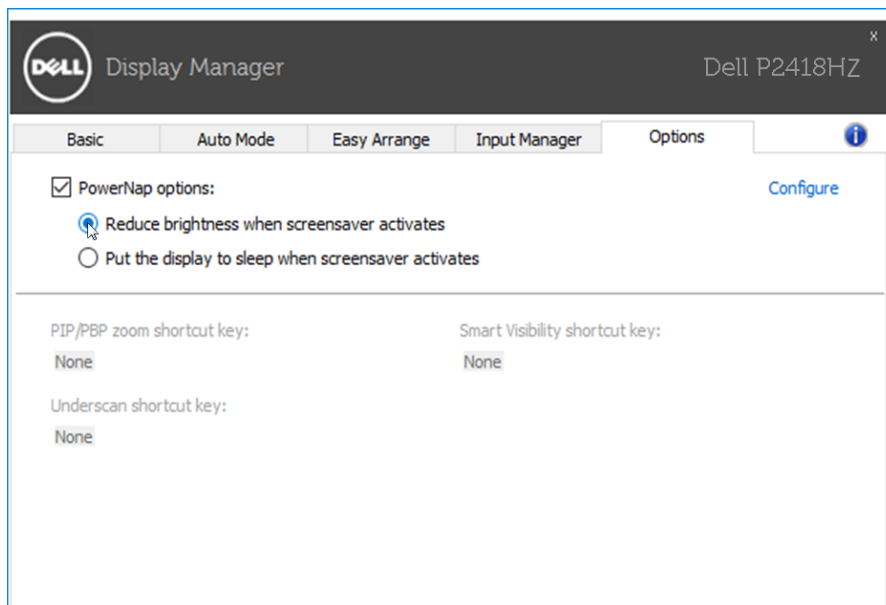 DELL Display Manager
Dell P2418HZ
x
Basic
Auto Mode
Easy Arrange
Input Manager
Options
i
PowerNap options:
Configure
Reduce brightness when screensaver activates
Put the display to sleep when screensaver activates
PIP/PBP zoom shortcut key:
Smart Visibility shortcut key:
None
None
Underscan shortcut key:
None